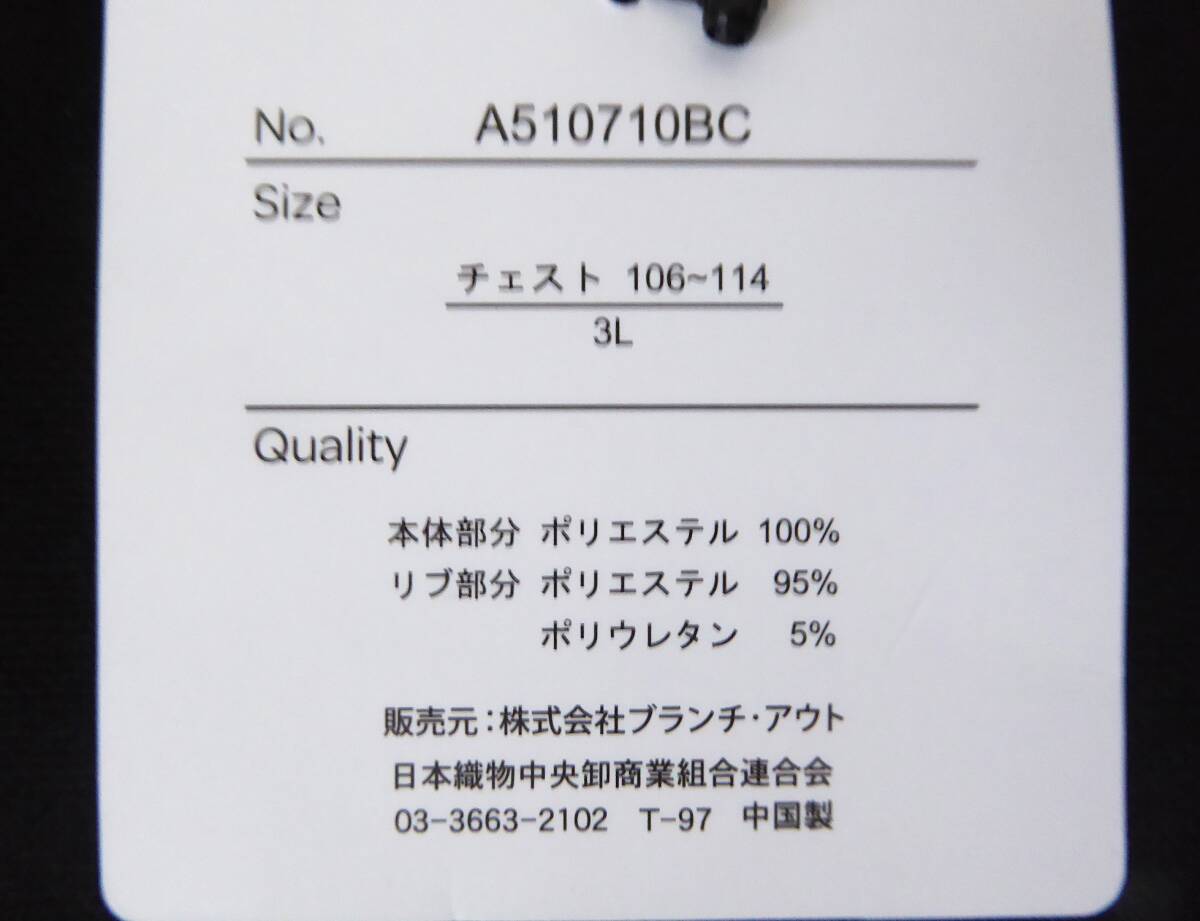 No. A510710BC
Size
チェスト 106~114
3L
Quality
本体部分 ポリエステル 100%
リブ部分 ポリエステル 95%
ポリウレタン 5%
販売元:株式会社ブランチ・アウト
日本織物中央卸商業組合連合会
03-3663-2102 T-97 中国製